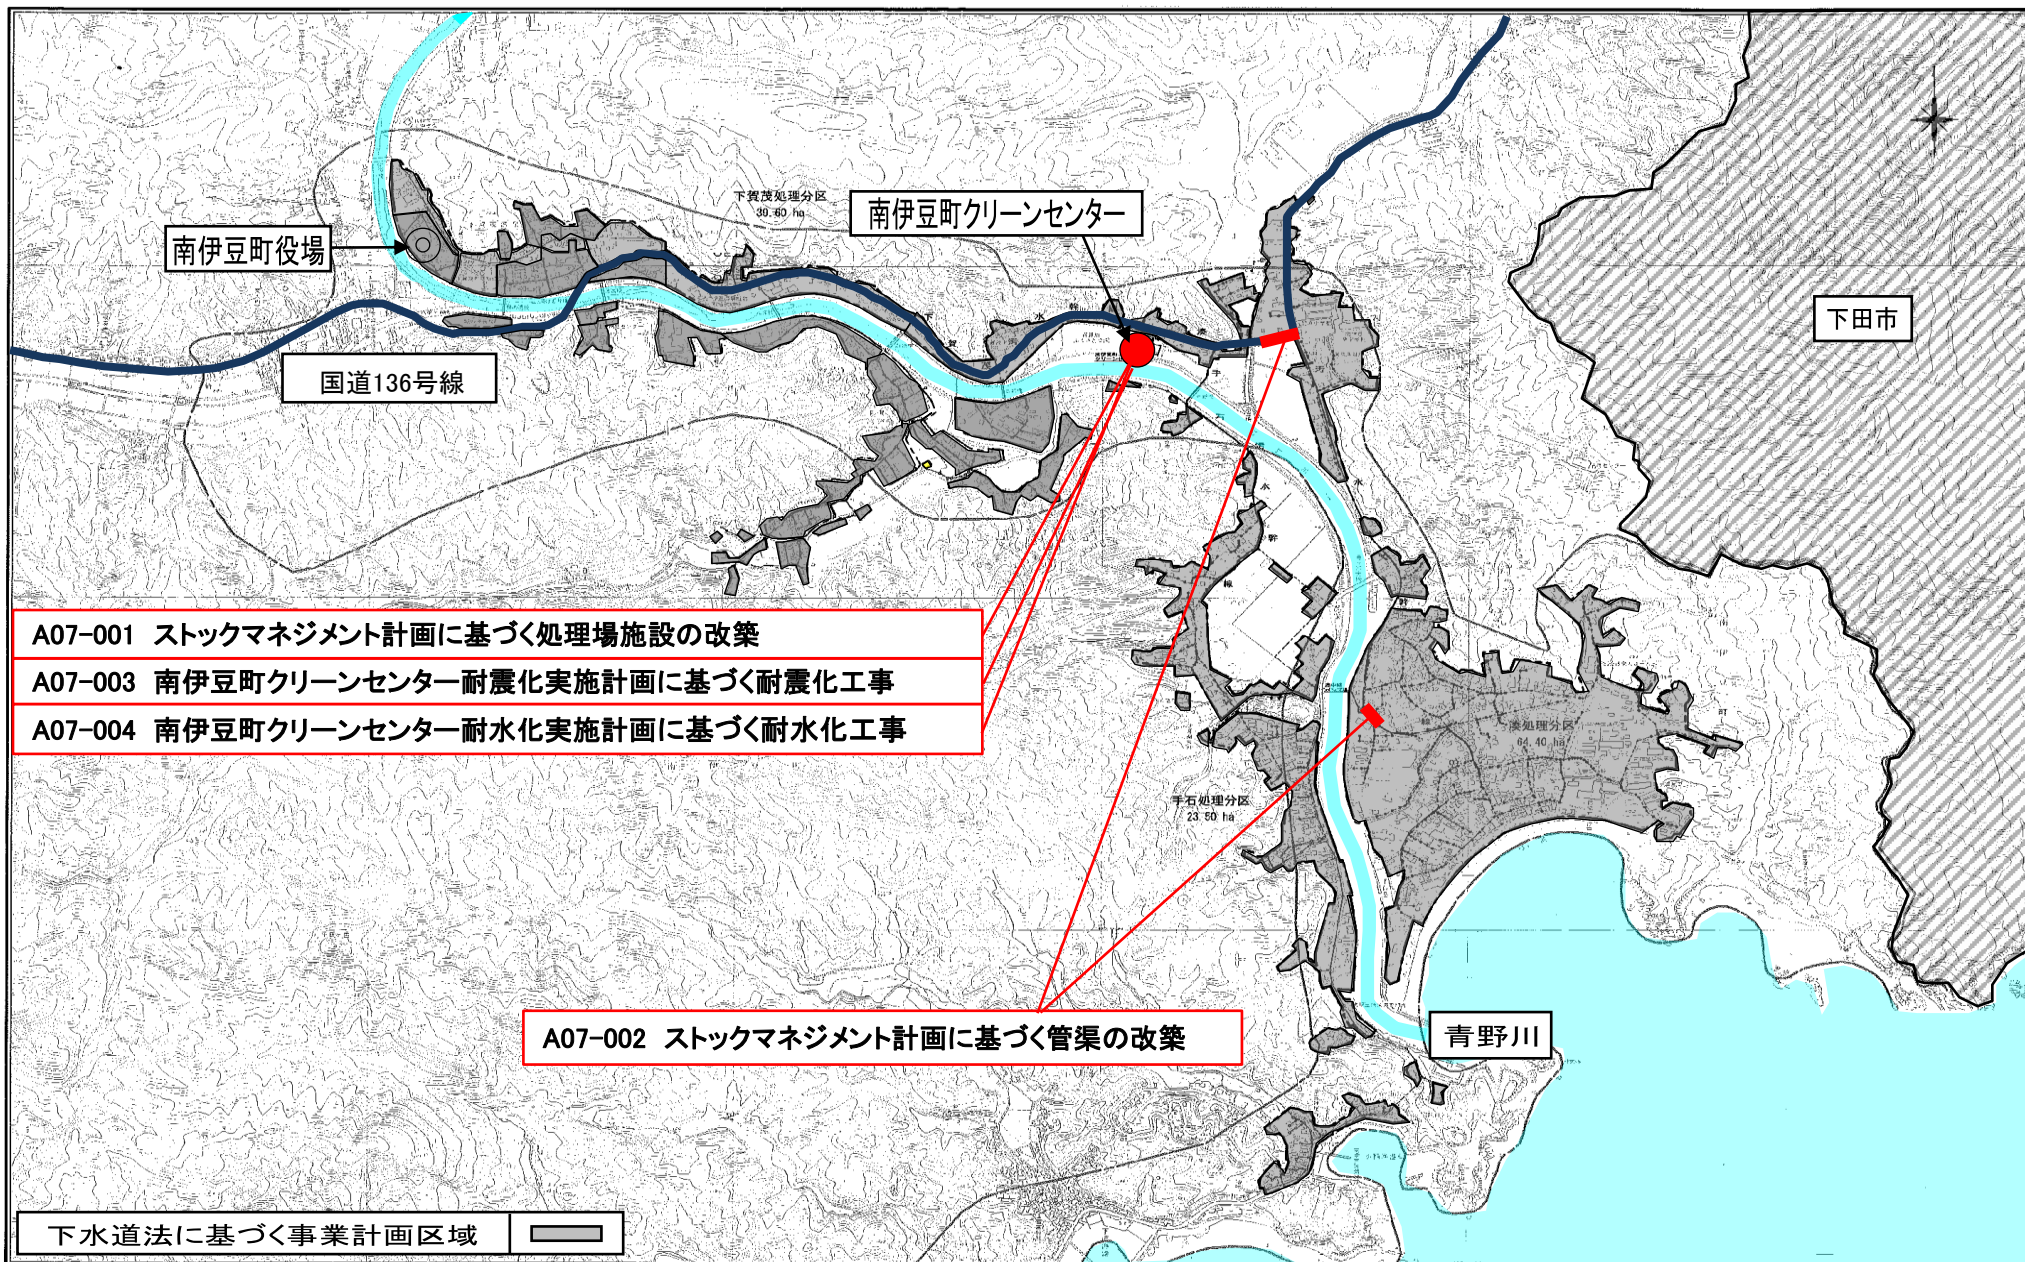 下賀茂処理分区
30.60 ha
南伊豆町クリーンセンター
南伊豆町役場
下田市
国道136号線
A07-001 ストックマネジメント計画に基づく処理場施設の改築
A07-003 南伊豆町クリーンセンター耐震化実施計画に基づく耐震化工事
A07-004 南伊豆町クリーンセンター耐水化実施計画に基づく耐水化工事
湊処理分区
64.40 ha
手石処理分区
23.50 ha
A07-002 ストックマネジメント計画に基づく管渠の改築
青野川
下水道法に基づく事業計画区域